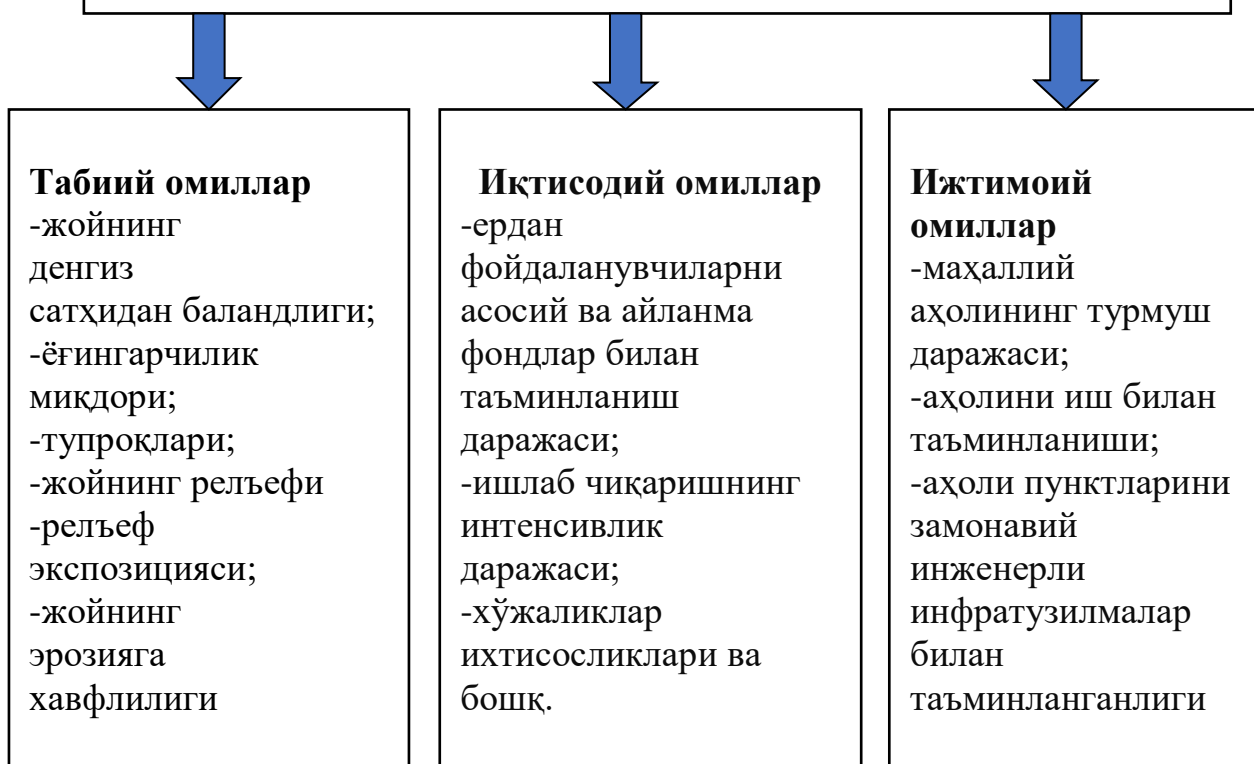 Табиий омиллар
-жойнинг
денгиз
сатҳидан баландлиги;
-ёғингарчилик
миқдори;
-тупроқлари;
-жойнинг релъефи
-релъеф
экспозицияси;
-жойнинг
эрозияга
хавфлилиги
Иқтисодий омиллар
-ердан
фойдаланувчиларни
асосий ва айланма
фондлар билан
таъминланиш
даражаси;
-ишлаб чиқаришнинг
интенсивлик
даражаси;
-хўжаликлар
ихтисосликлари ва
бошқ.
Ижтимоий
омиллар
-маҳаллий
аҳолининг турмуш
даражаси;
-аҳолини иш билан
таъминланиши;
-аҳоли пунктларини
замонавий
инженерли
инфратузилмалар
билан
таъминланганлиги